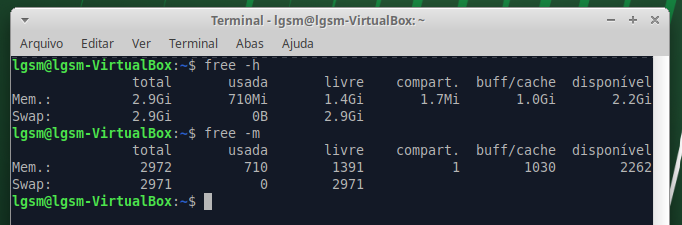 Terminal - lgsm@lgsm-VirtualBox: ~
Arquivo Editar Ver Terminal Abas Ajuda
lgsm@lgsm-VirtualBox:~$ free -h
total usada livre compart. buff/cache disponível
Mem.: 2.9Gi 710Mi 1.4Gi 1.7Mi 1.0Gi 2.2Gi
Swap: 2.9Gi 0B 2.9Gi
lgsm@lgsm-VirtualBox:~$ free -m
total usada livre compart. buff/cache disponível
Mem.: 2972 710 1391 1 1030 2262
Swap: 2971 0 2971
lgsm@lgsm-VirtualBox:~$